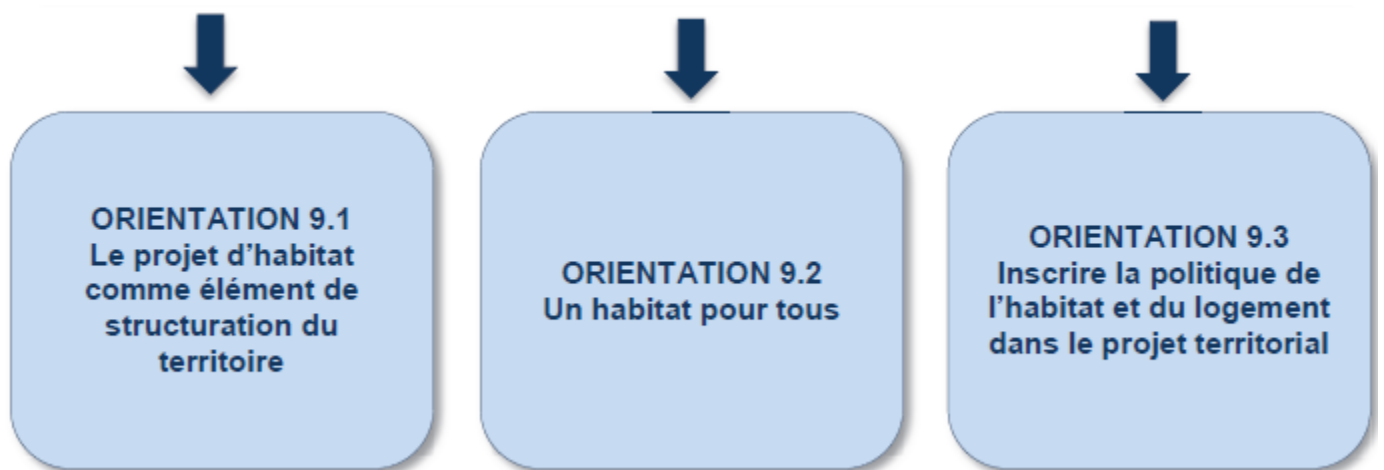 ORIENTATION 9.1
Le projet d’habitat
comme élément de
structuration du
territoire
ORIENTATION 9.2
Un habitat pour tous
ORIENTATION 9.3
Inscrire la politique de
l’habitat et du logement
dans le projet territorial